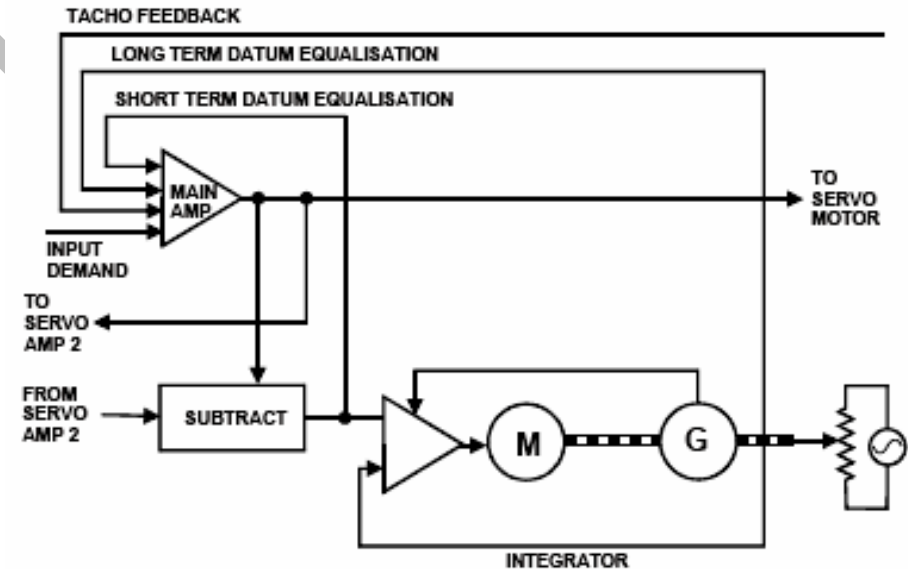 TACHO FEEDBACK
LONG TERM DATUM EQUALISATION
SHORT TERM DATUM EQUALISATION
MAIN
AMP.
TO
SERVO
MOTOR
INPUT
DEMAND
TO
SERVO
AMP 2
FROM
SERVO
AMP 2
SUBTRACT
M
G
INTEGRATOR